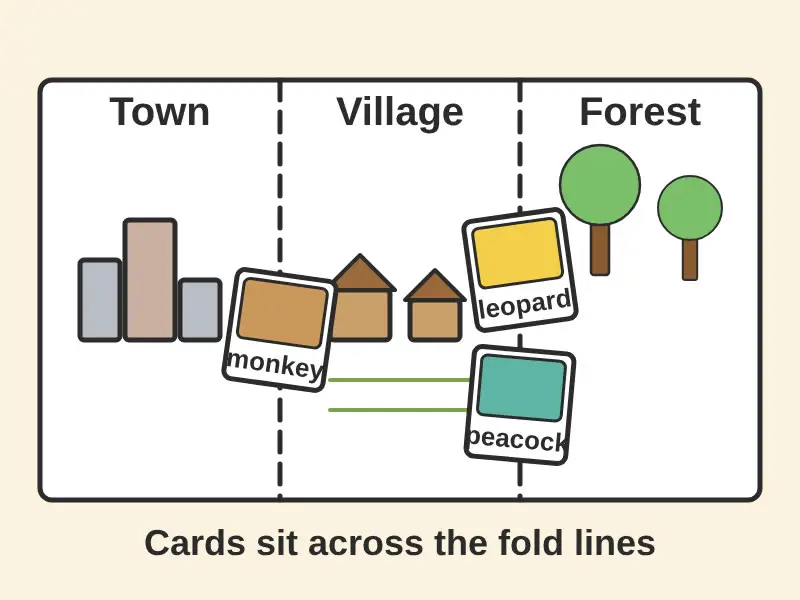 Town
Village
Forest
leopard
monkey
peacock
Cards sit across the fold lines